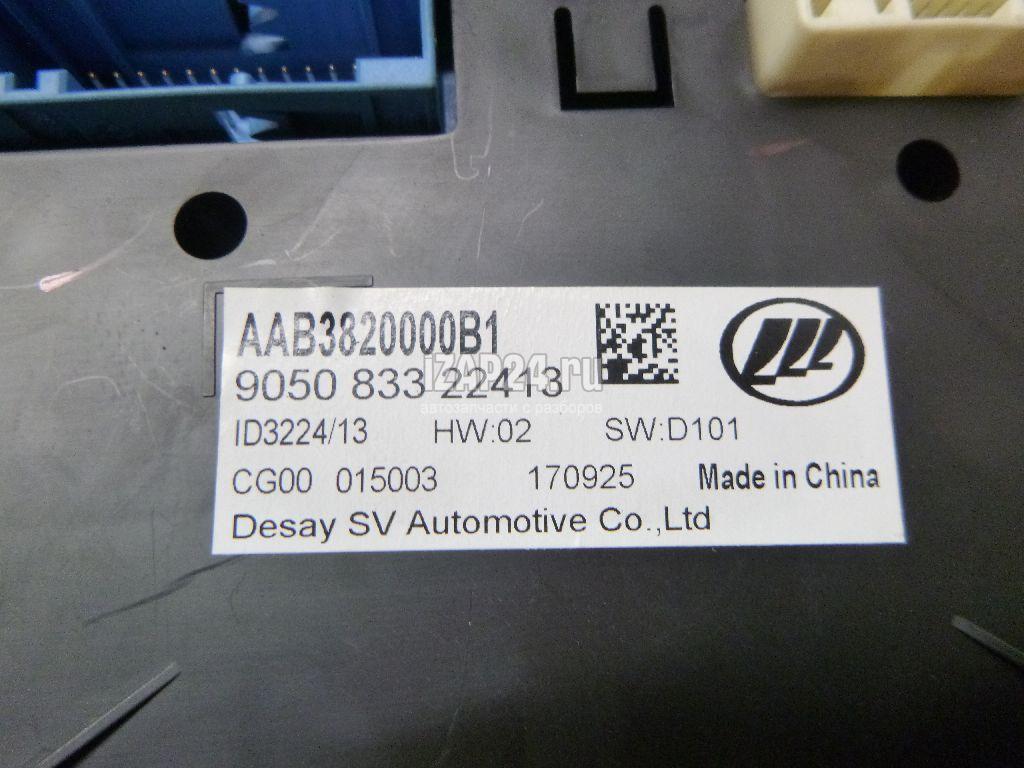 AAB3820000B1
9050 833 22413
iZAP24.ru
автозапчасти с разборов
ID3224/13 HW:02 SW:D101
CG00 015003 170925 Made in China
Desay SV Automotive Co.,Ltd